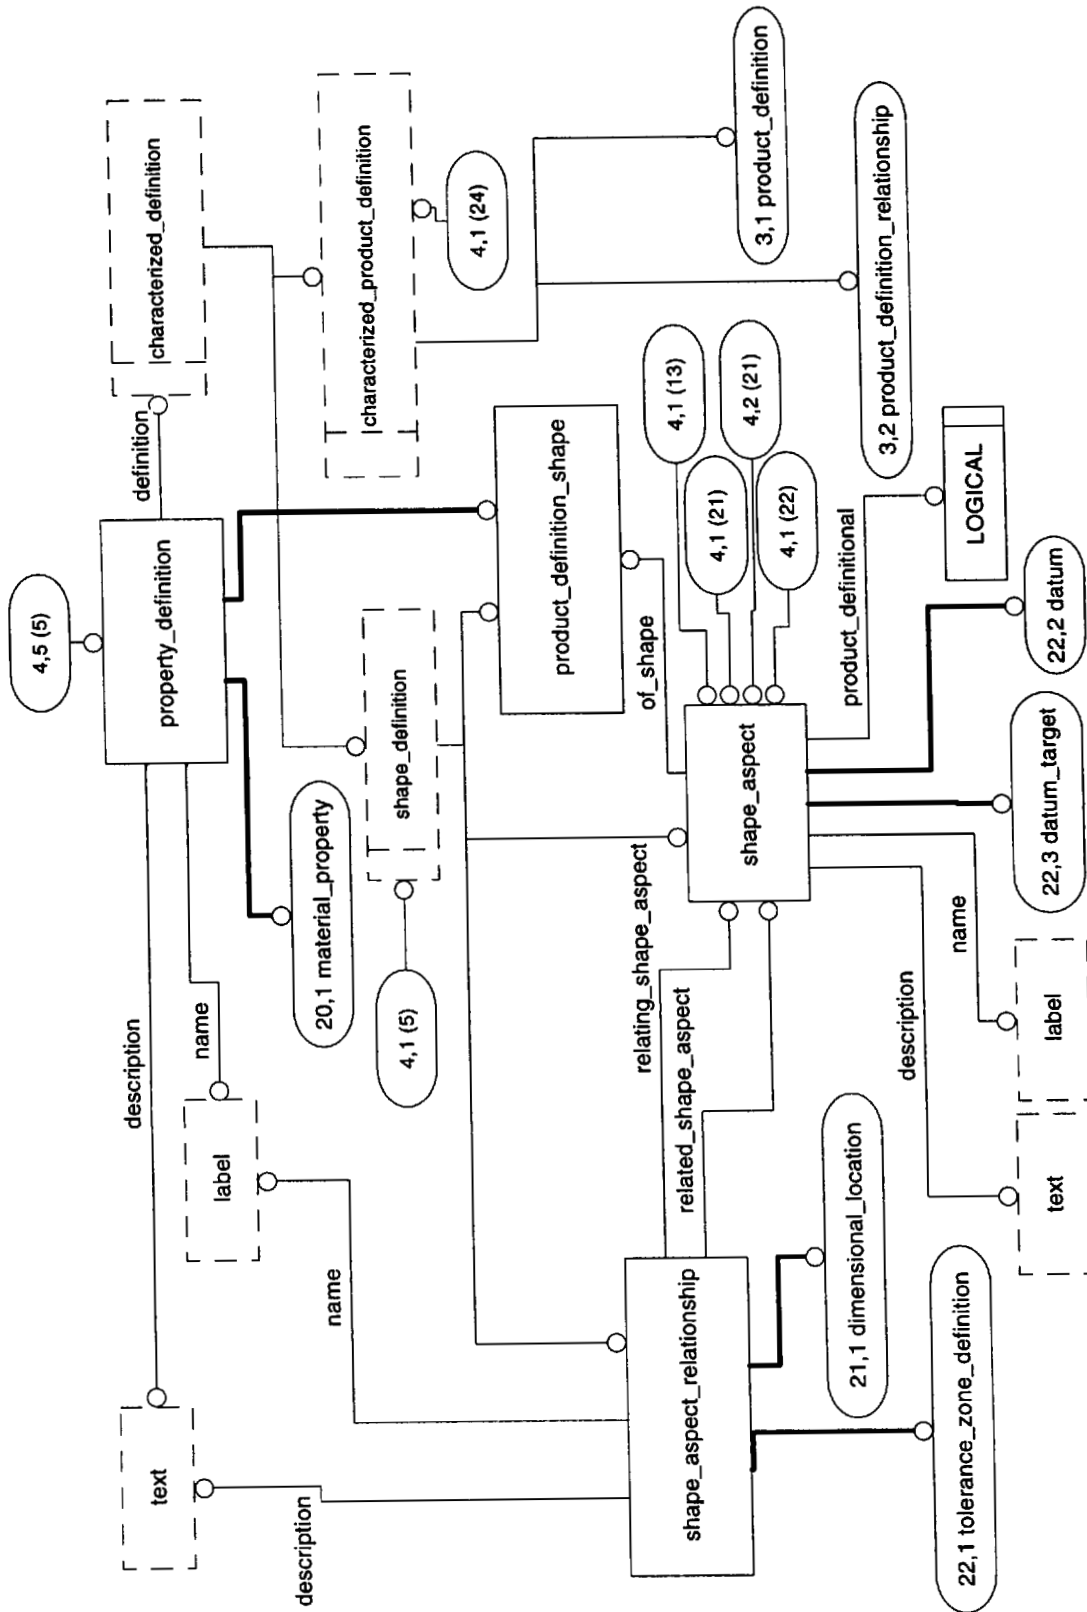 4,5 (5)
property_definition
definition
characterized_definition
description
name
text
label
20,1 material_property
characterized_product_definition
4,1 (24)
3,1 product_definition
3,2 product_definition_relationship
shape_definition
4,1 (5)
product_definition_shape
of_shape
4,1 (13)
4,1 (21)
4,2 (21)
4,1 (22)
name
description
shape_aspect_relationship
relating_shape_aspect
related_shape_aspect
shape_aspect
product_definitional
LOGICAL
21,1 dimensional_location
22,1 tolerance_zone_definition
description
name
text
label
22,3 datum_target
22,2 datum